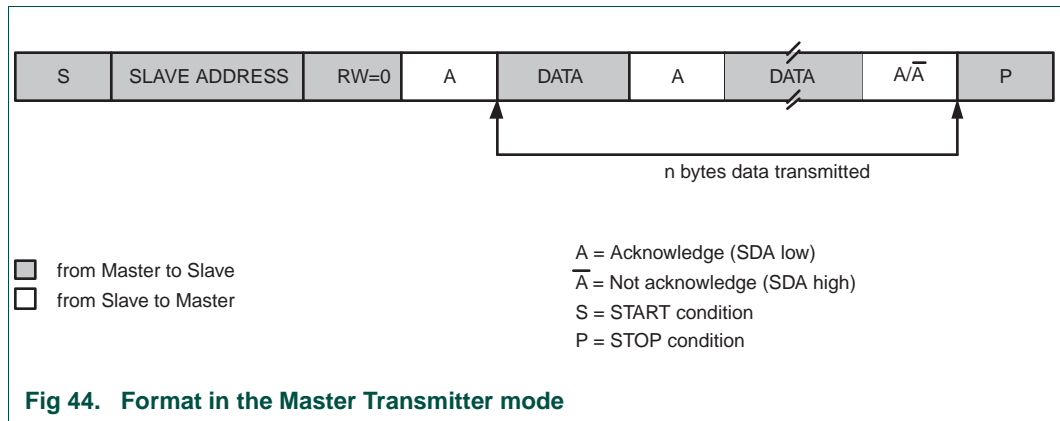 S SLAVE ADDRESS RW=0 A DATA A DATA A/A̅ P
n bytes data transmitted
from Master to Slave
from Slave to Master
A = Acknowledge (SDA low)
A̅ = Not acknowledge (SDA high)
S = START condition
P = STOP condition
Fig 44. Format in the Master Transmitter mode